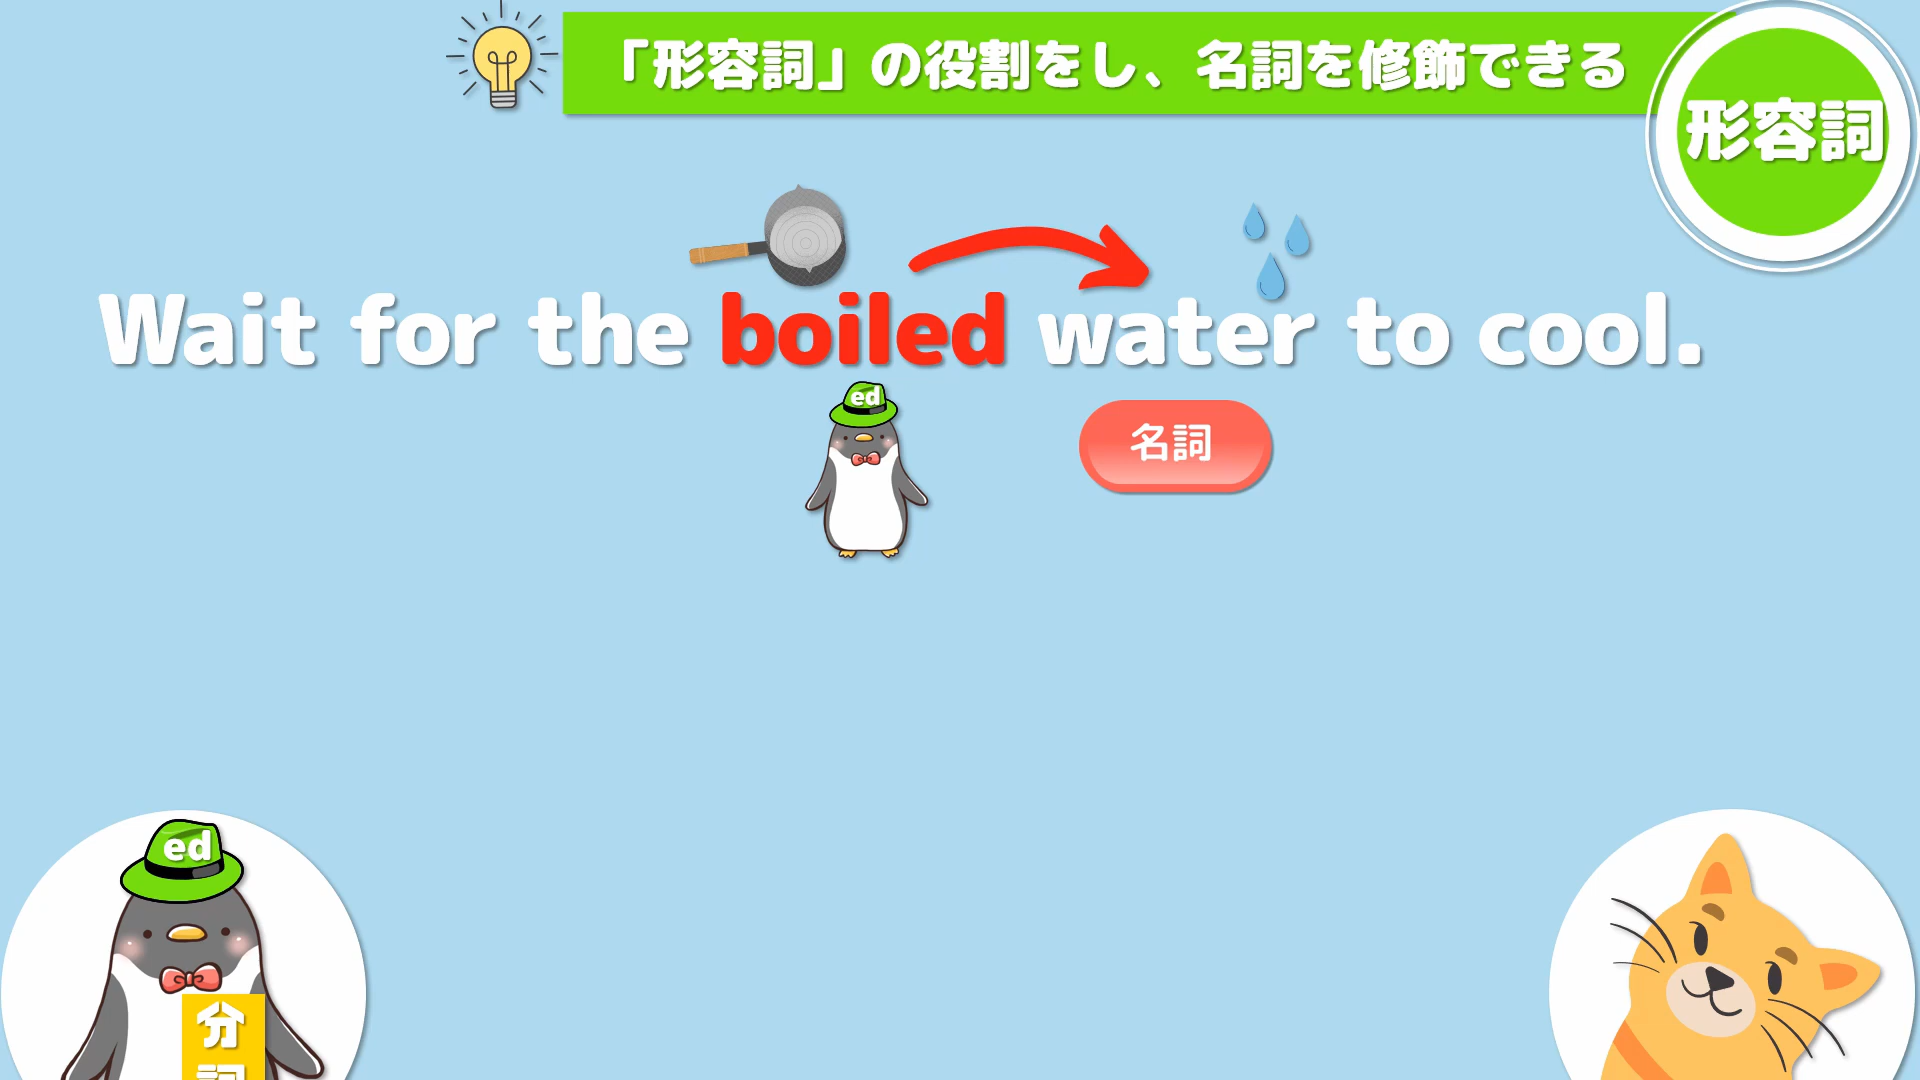 「形容詞」の役割をし、名詞を修飾できる
形容詞
Wait for the boiled water to cool.
ed
名詞
ed
分
詞